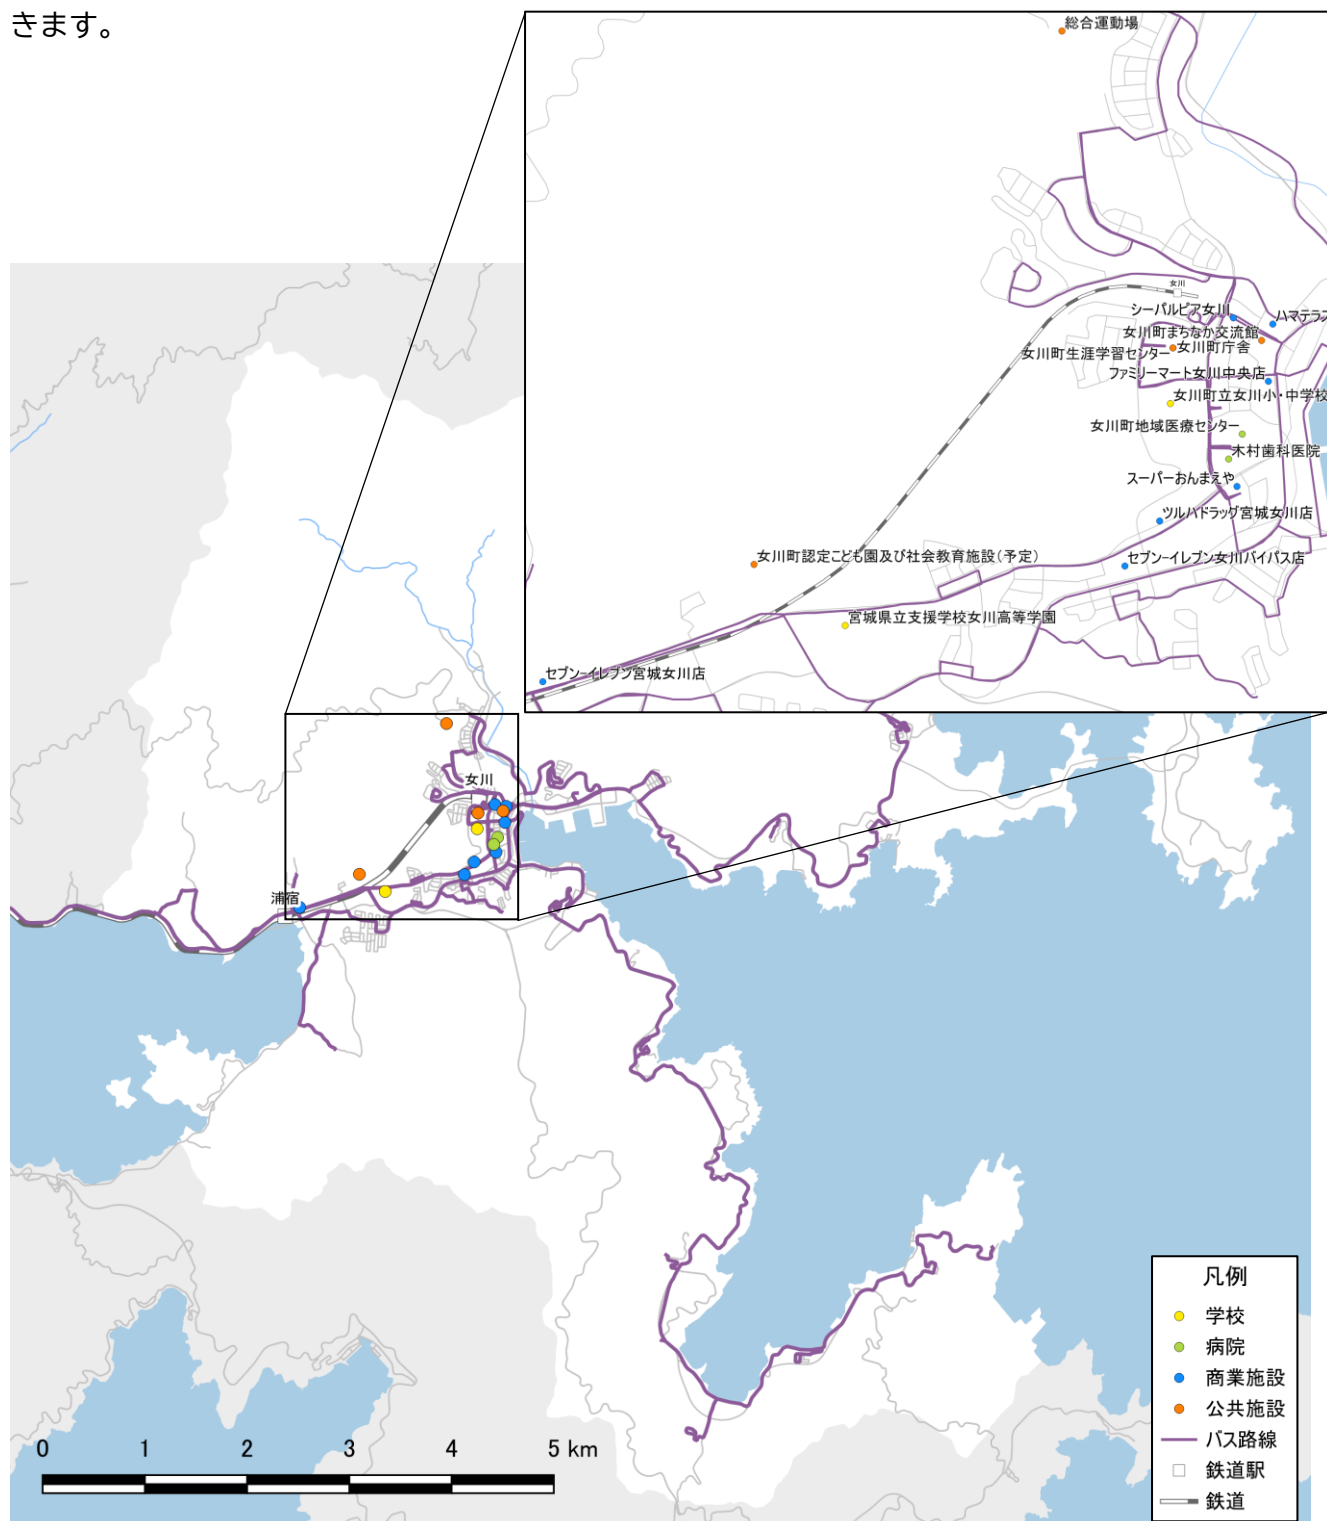 きます。
総合運動場
女川
シーパルピア女川
ハマテラス
女川町まちなか交流館
女川町生涯学習センター
女川町庁舎
ファミリーマート女川中央店
女川町立女川小・中学校
女川町地域医療センター
木村歯科医院
スーパーおんまえや
ツルハドラッグ宮城女川店
女川町認定こども園及び社会教育施設(予定)
セブン-イレブン女川バイパス店
宮城県立支援学校女川高等学園
セブン-イレブン宮城女川店
女川
浦宿
凡例
学校
病院
商業施設
公共施設
バス路線
鉄道駅
鉄道
0 1 2 3 4 5 km